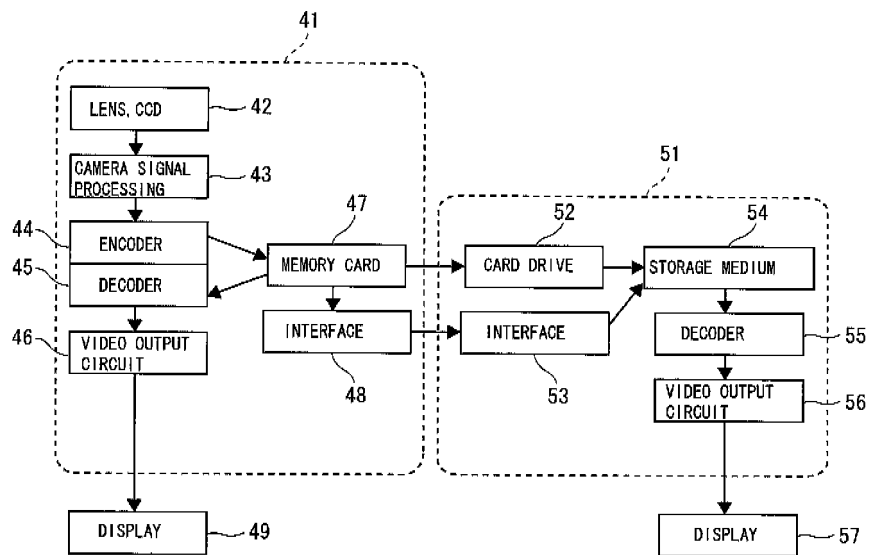 41
LENS, CCD
42
CAMERA SIGNAL
PROCESSING
43
51
44
ENCODER
47
52
54
45
DECODER
MEMORY CARD
CARD DRIVE
STORAGE MEDIUM
46
VIDEO OUTPUT
CIRCUIT
INTERFACE
48
INTERFACE
53
DECODER
55
VIDEO OUTPUT
CIRCUIT
56
DISPLAY
49
DISPLAY
57